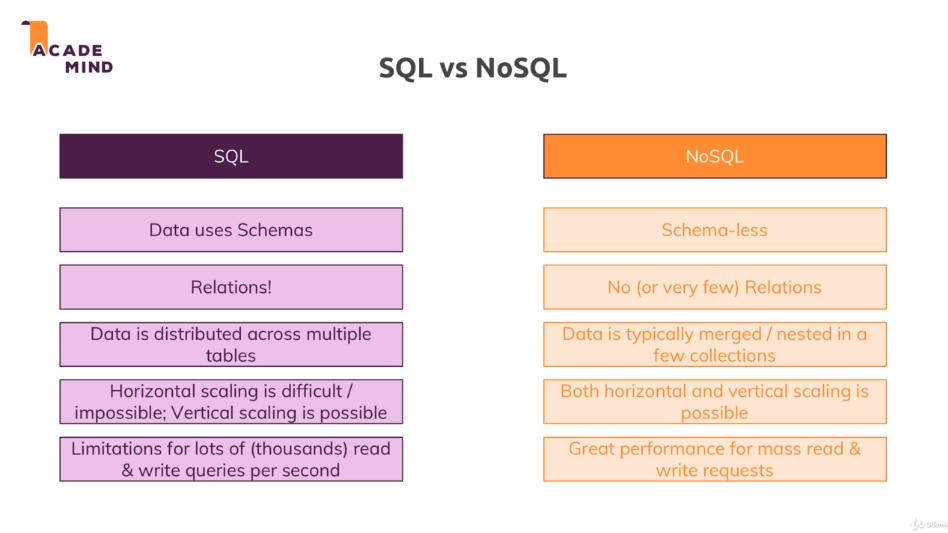 ACADE
MIND
SQL vs NoSQL
SQL
NoSQL
Data uses Schemas
Schema-less
Relations!
No (or very few) Relations
Data is distributed across multiple
tables
Data is typically merged / nested in a
few collections
Horizontal scaling is difficult /
impossible; Vertical scaling is possible
Both horizontal and vertical scaling is
possible
Limitations for lots of (thousands) read
& write queries per second
Great performance for mass read &
write requests
Udemy